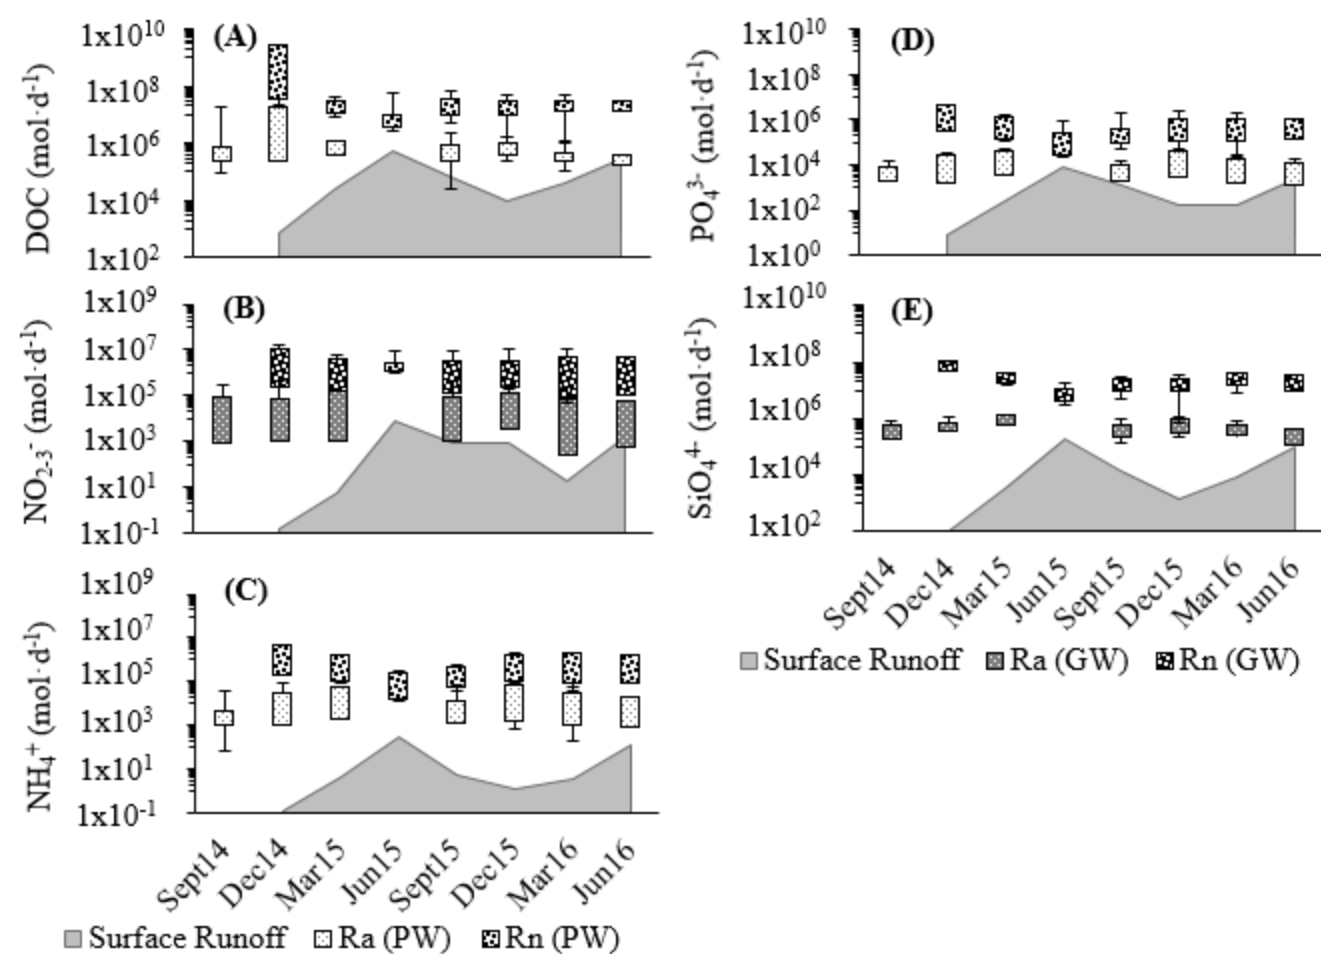 (A)
DOC (mol·d⁻¹)
1x10¹⁰
1x10⁸
1x10⁶
1x10⁴
1x10²
(B)
NO₂₋₃⁻ (mol·d⁻¹)
1x10⁹
1x10⁷
1x10⁵
1x10³
1x10¹
1x10⁻¹
(C)
NH₄⁺ (mol·d⁻¹)
1x10⁹
1x10⁷
1x10⁵
1x10³
1x10¹
1x10⁻¹
Sept14 Dec14 Mar15 Jun15 Sept15 Dec15 Mar16 Jun16
Surface Runoff Ra (PW) Rn (PW)
(D)
PO₄³⁻ (mol·d⁻¹)
1x10¹⁰
1x10⁸
1x10⁶
1x10⁴
1x10²
1x10⁰
(E)
SiO₄⁴⁻ (mol·d⁻¹)
1x10¹⁰
1x10⁸
1x10⁶
1x10⁴
1x10²
Sept14 Dec14 Mar15 Jun15 Sept15 Dec15 Mar16 Jun16
Surface Runoff Ra (GW) Rn (GW)